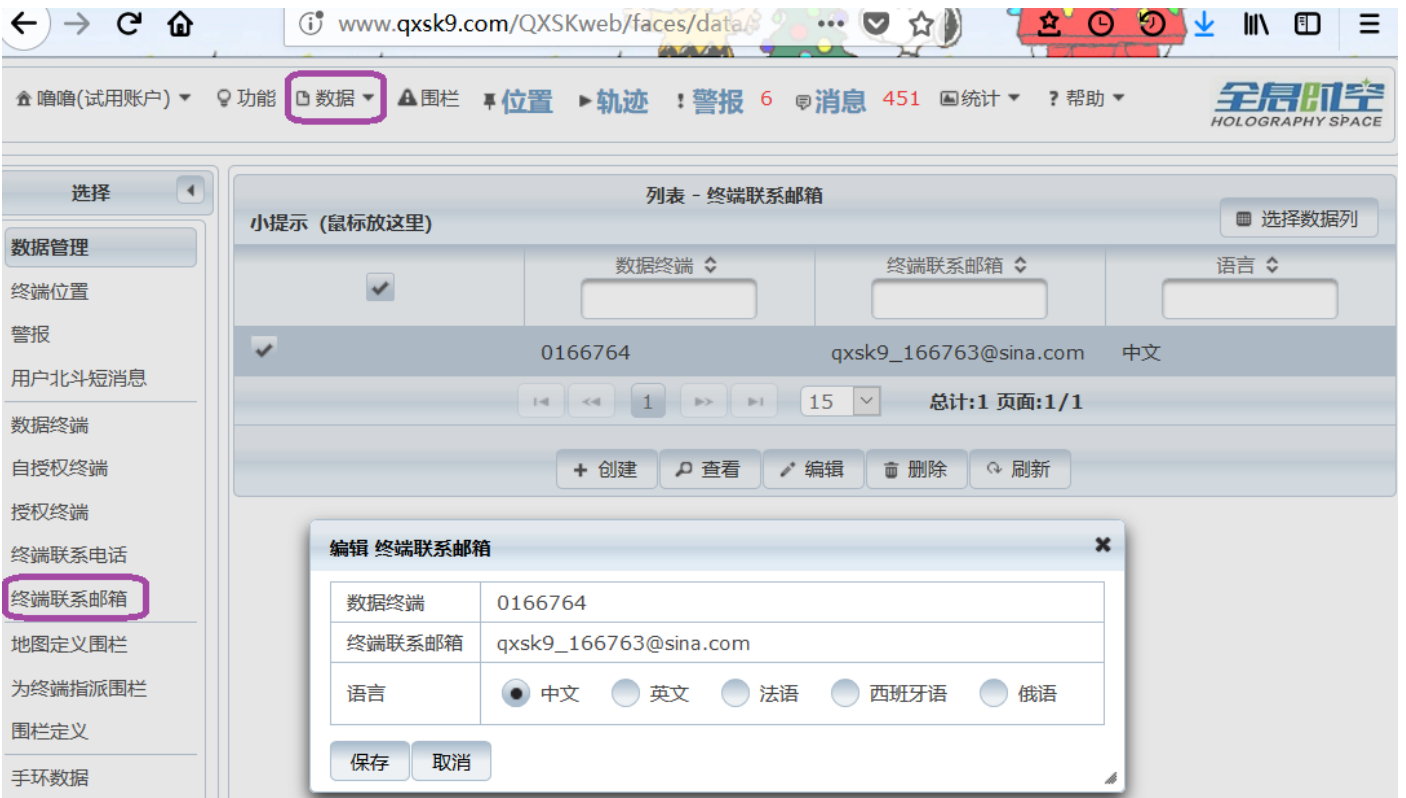 www.qxsk9.com/QXSKweb/faces/data/
噜噜(试用账户) 功能 数据 围栏 位置 轨迹 警报 6 消息 451 统计 ? 帮助
全息时空
HOLOGRAPHY SPACE
选择
数据管理
终端位置
警报
用户北斗短消息
数据终端
自授权终端
授权终端
终端联系电话
终端联系邮箱
地图定义围栏
为终端指派围栏
围栏定义
手环数据
列表 - 终端联系邮箱
小提示 (鼠标放这里)
选择数据列
数据终端 终端联系邮箱 语言
0166764 qxsk9_166763@sina.com 中文
1 15 总计:1 页面:1/1
创建 查看 编辑 删除 刷新
编辑 终端联系邮箱
数据终端 0166764
终端联系邮箱 qxsk9_166763@sina.com
语言 中文 英文 法语 西班牙语 俄语
保存 取消